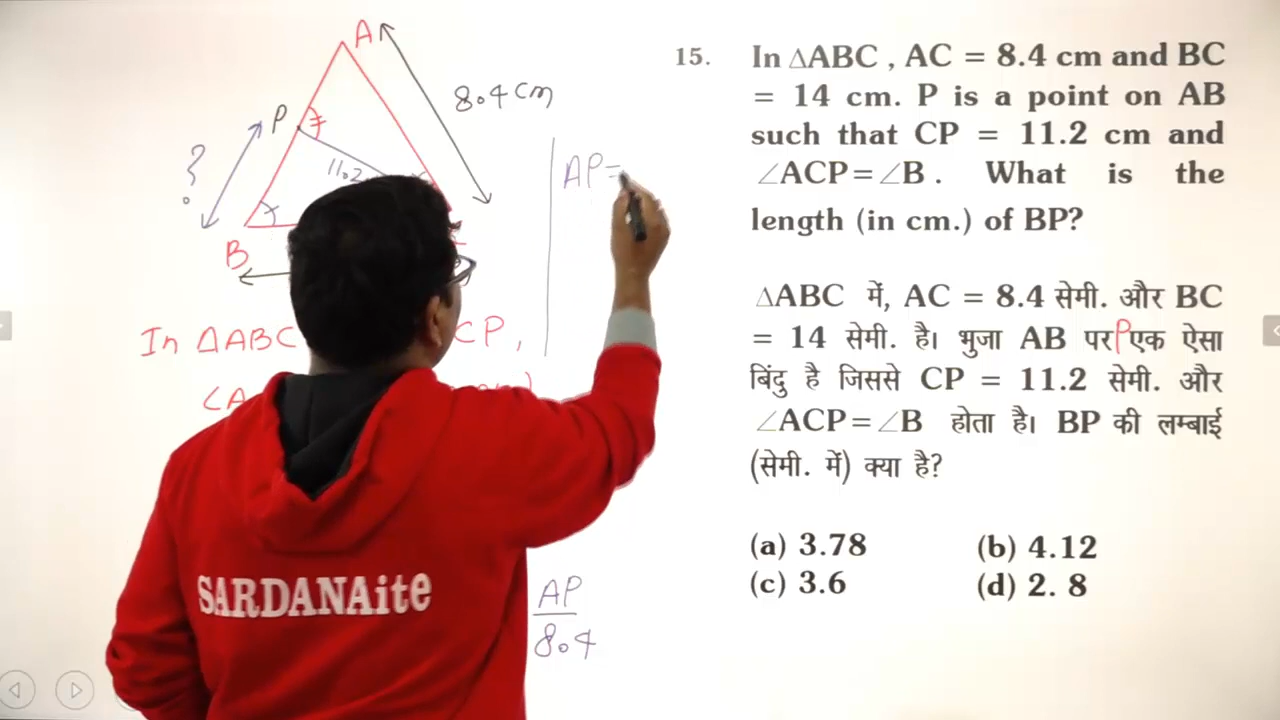 A
8.4 cm
P
?
11.2
B
AP=
In ΔABC CP,
∠A
AP
8.4
SARDANAite
15. In ΔABC , AC = 8.4 cm and BC
= 14 cm. P is a point on AB
such that CP = 11.2 cm and
∠ACP=∠B. What is the
length (in cm.) of BP?
ΔABC में, AC = 8.4 सेमी. और BC
= 14 सेमी. है। भुजा AB पर P एक ऐसा
बिंदु है जिससे CP = 11.2 सेमी. और
∠ACP=∠B होता है। BP की लम्बाई
(सेमी. में) क्या है?
(a) 3.78 (b) 4.12
(c) 3.6 (d) 2. 8